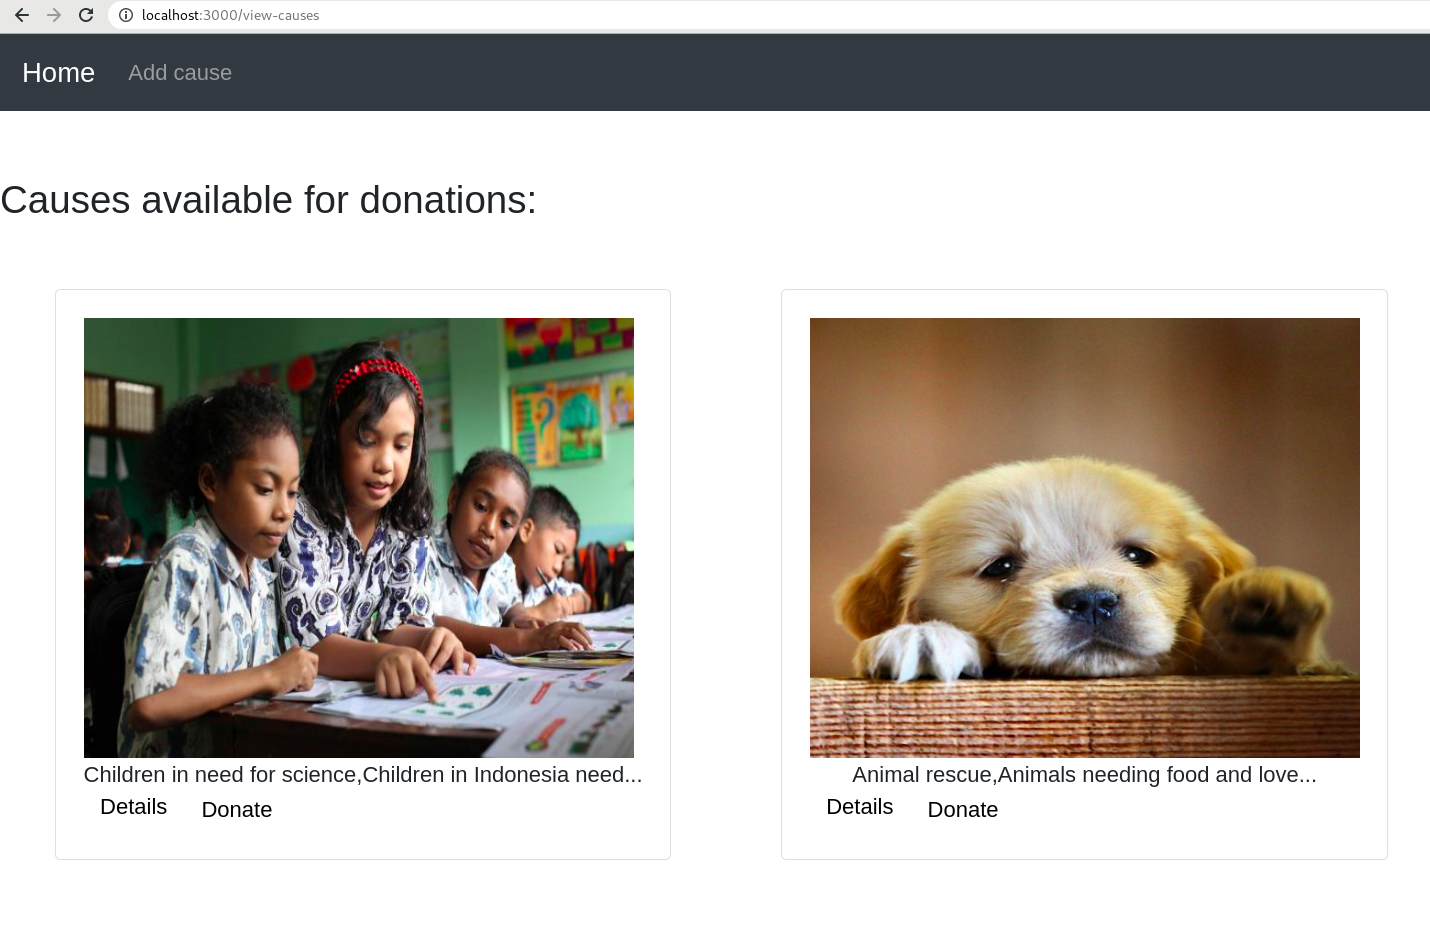 localhost:3000/view-causes
Home Add cause
Causes available for donations:
Children in need for science,Children in Indonesia need...
Details Donate
Animal rescue,Animals needing food and love...
Details Donate